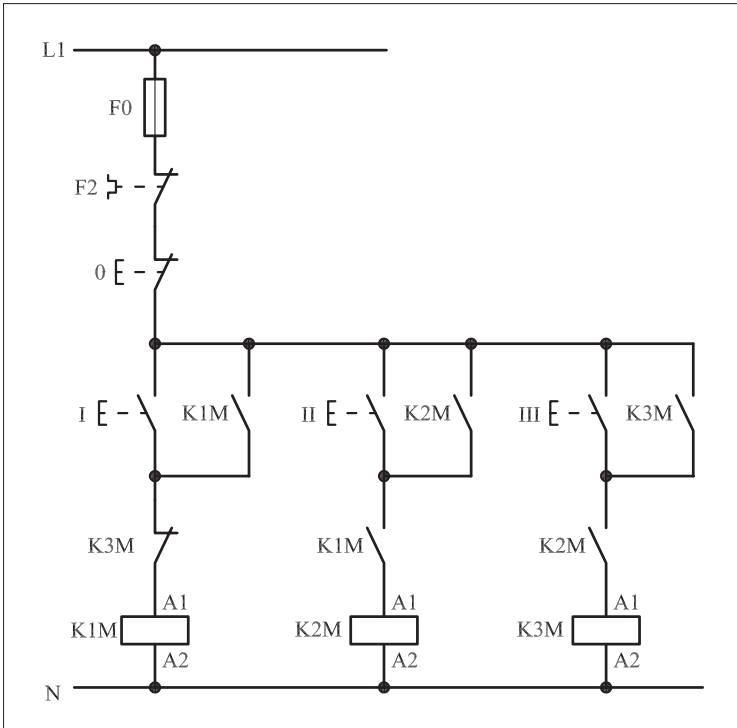 L1
F0
F2
0
I K1M II K2M III K3M
K3M K1M K2M
A1 A1 A1
K1M K2M K3M
A2 A2 A2
N